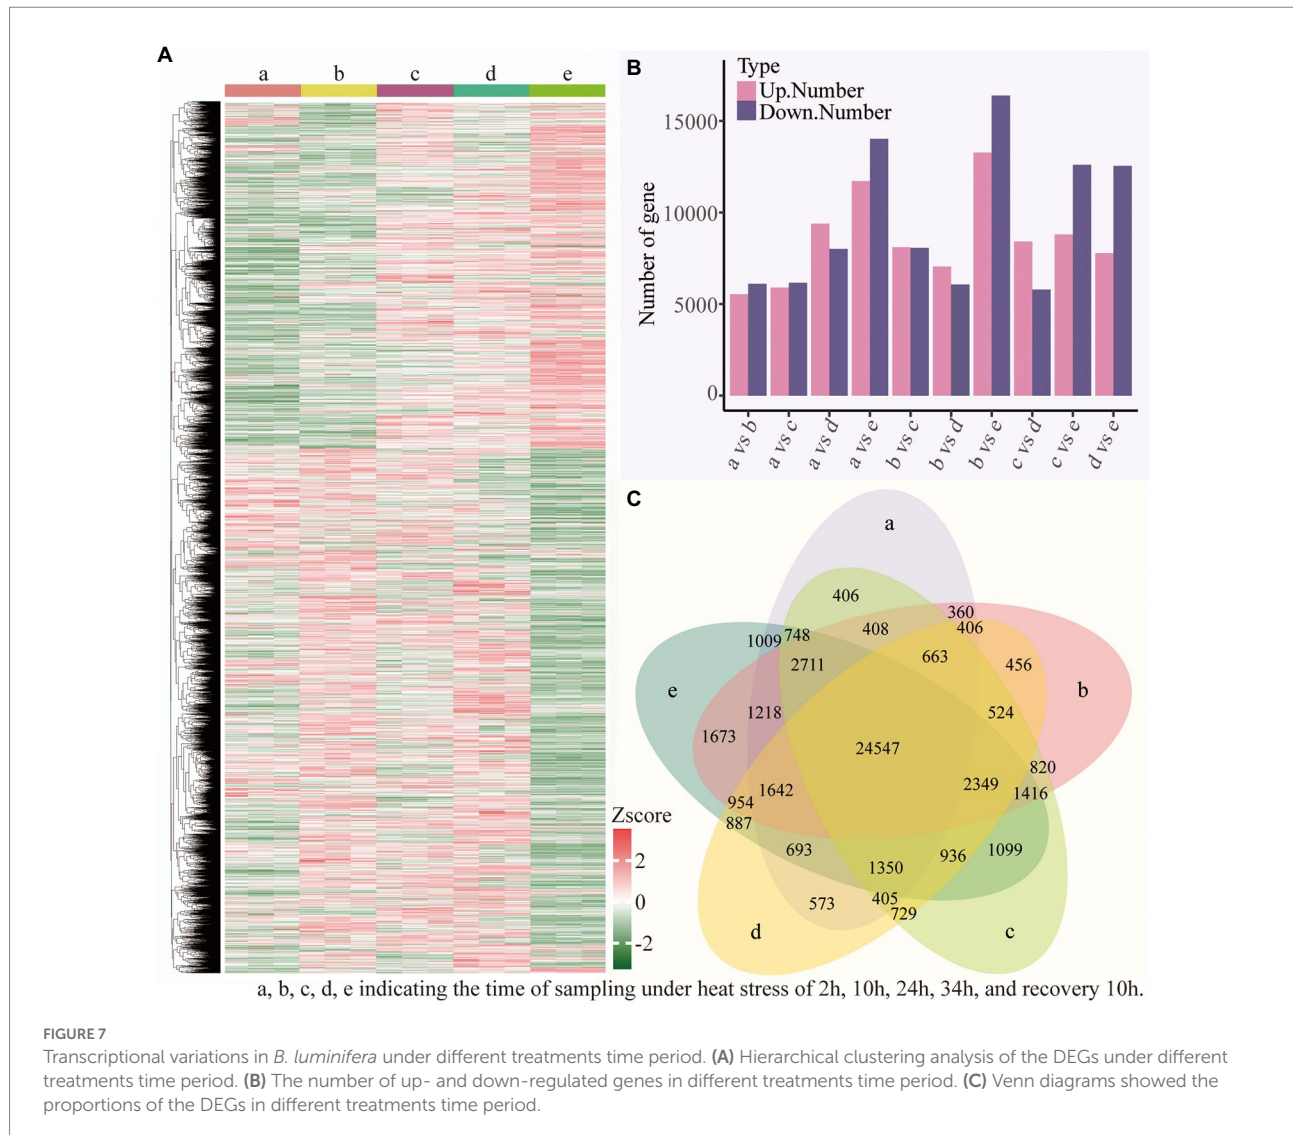 A
a b c d e
Zscore
2
0
-2
B
Type
Up.Number
Down.Number
Number of gene
15000
10000
5000
0
a vs b
a vs c
a vs d
a vs e
b vs c
b vs d
b vs e
c vs d
c vs e
d vs e
C
a
406
360
408
406
1009
748
663
456
2711
e
b
1218
524
1673
24547
820
2349
1416
1642
954
887
693
936
1099
1350
573
405
729
d
c
a, b, c, d, e indicating the time of sampling under heat stress of 2h, 10h, 24h, 34h, and recovery 10h.
FIGURE 7
Transcriptional variations in B. luminifera under different treatments time period. (A) Hierarchical clustering analysis of the DEGs under different
treatments time period. (B) The number of up- and down-regulated genes in different treatments time period. (C) Venn diagrams showed the
proportions of the DEGs in different treatments time period.